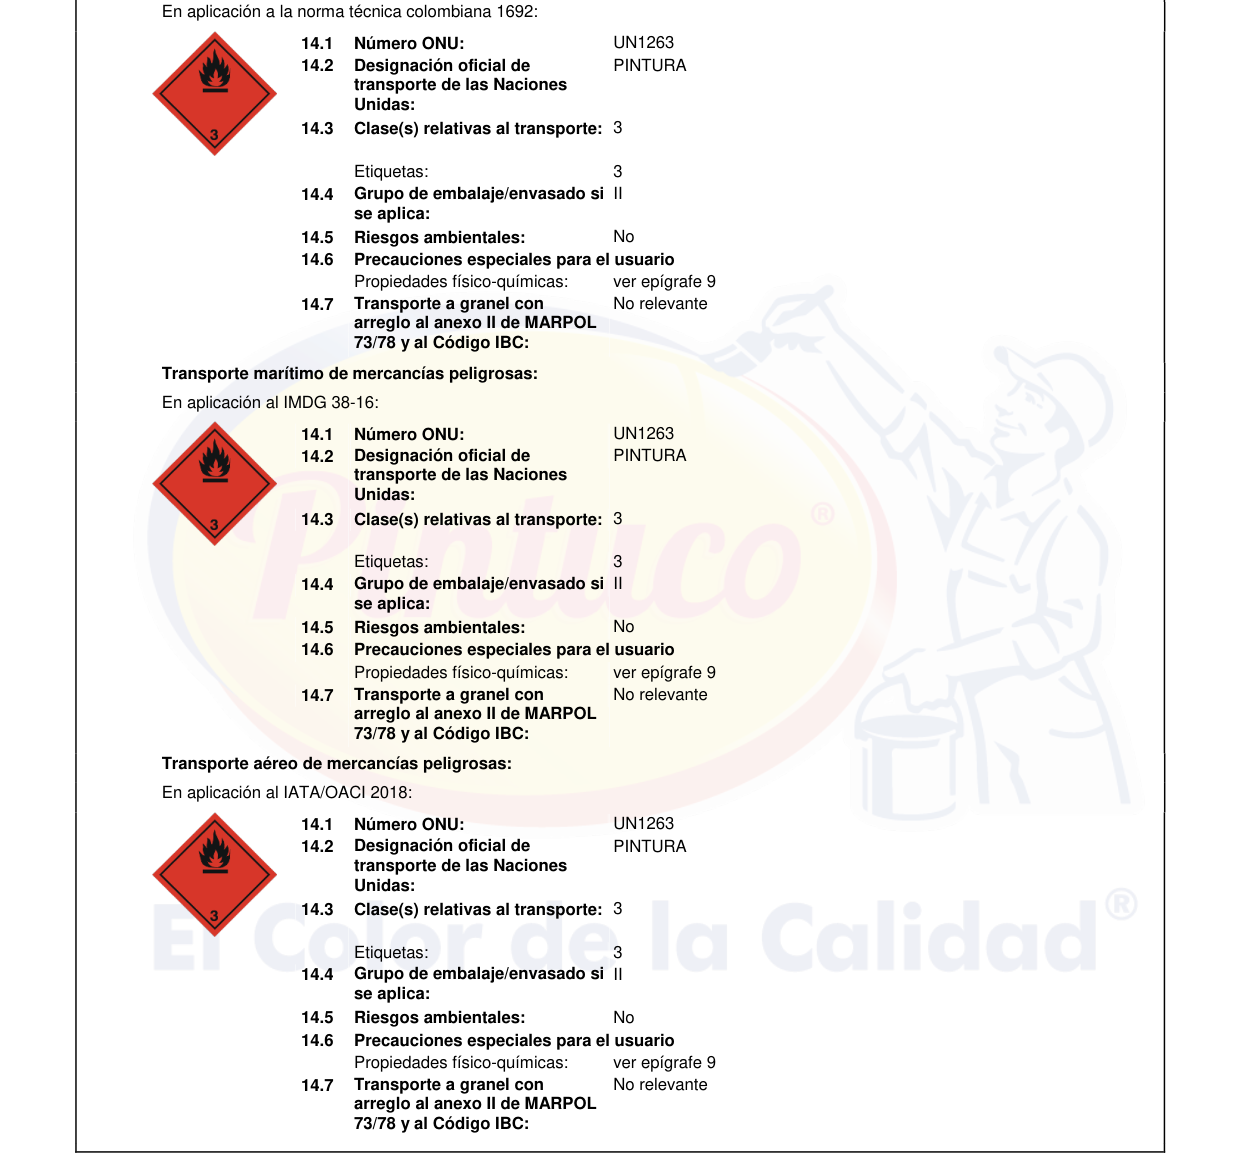 En aplicación a la norma técnica colombiana 1692:
14.1 Número ONU: UN1263
14.2 Designación oficial de PINTURA
transporte de las Naciones
Unidas:
14.3 Clase(s) relativas al transporte: 3
3
Etiquetas: 3
14.4 Grupo de embalaje/envasado si II
se aplica:
14.5 Riesgos ambientales: No
14.6 Precauciones especiales para el usuario
Propiedades físico-químicas: ver epígrafe 9
14.7 Transporte a granel con No relevante
arreglo al anexo II de MARPOL
73/78 y al Código IBC:
Transporte marítimo de mercancías peligrosas:
En aplicación al IMDG 38-16:
14.1 Número ONU: UN1263
14.2 Designación oficial de PINTURA
transporte de las Naciones
Unidas:
14.3 Clase(s) relativas al transporte: 3
3
Etiquetas: 3
14.4 Grupo de embalaje/envasado si II
se aplica:
14.5 Riesgos ambientales: No
14.6 Precauciones especiales para el usuario
Propiedades físico-químicas: ver epígrafe 9
14.7 Transporte a granel con No relevante
arreglo al anexo II de MARPOL
73/78 y al Código IBC:
Pintuco®
Transporte aéreo de mercancías peligrosas:
En aplicación al IATA/OACI 2018:
14.1 Número ONU: UN1263
14.2 Designación oficial de PINTURA
transporte de las Naciones
Unidas:
14.3 Clase(s) relativas al transporte: 3
3
Etiquetas: 3
14.4 Grupo de embalaje/envasado si II
se aplica:
14.5 Riesgos ambientales: No
14.6 Precauciones especiales para el usuario
Propiedades físico-químicas: ver epígrafe 9
14.7 Transporte a granel con No relevante
arreglo al anexo II de MARPOL
73/78 y al Código IBC:
El Color de la Calidad®